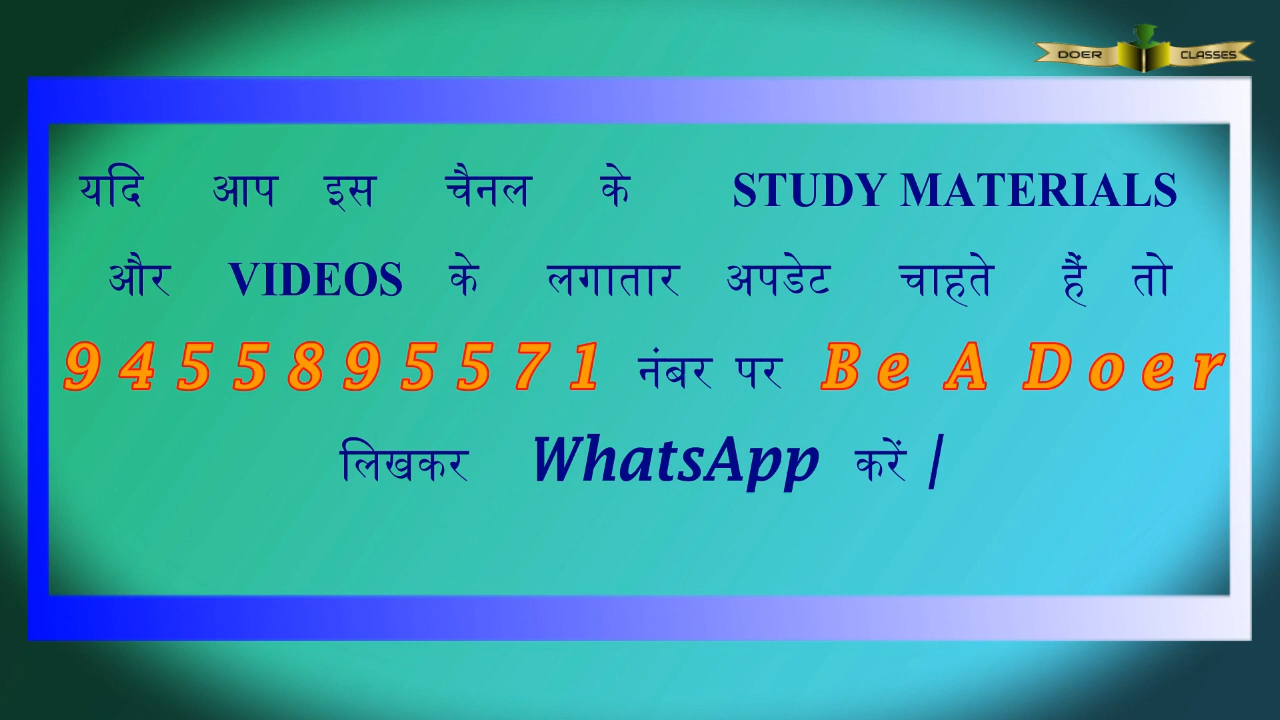 DOER CLASSES
यदि आप इस चैनल के STUDY MATERIALS
और VIDEOS के लगातार अपडेट चाहते हैं तो
9455895571 नंबर पर Be A Doer
लिखकर WhatsApp करें |